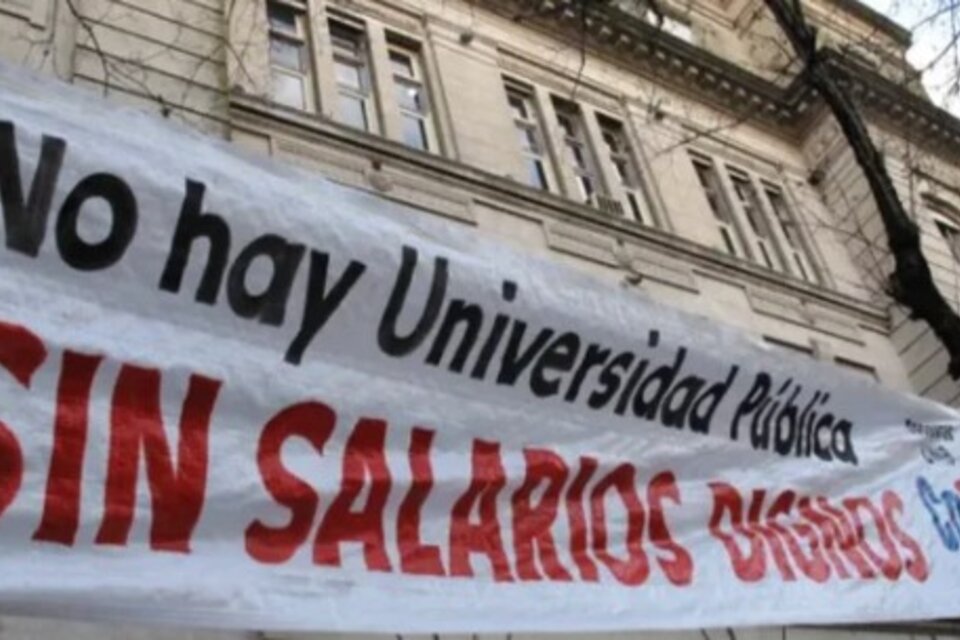 No hay Universidad Pública
SIN SALARIOS DIGNOS